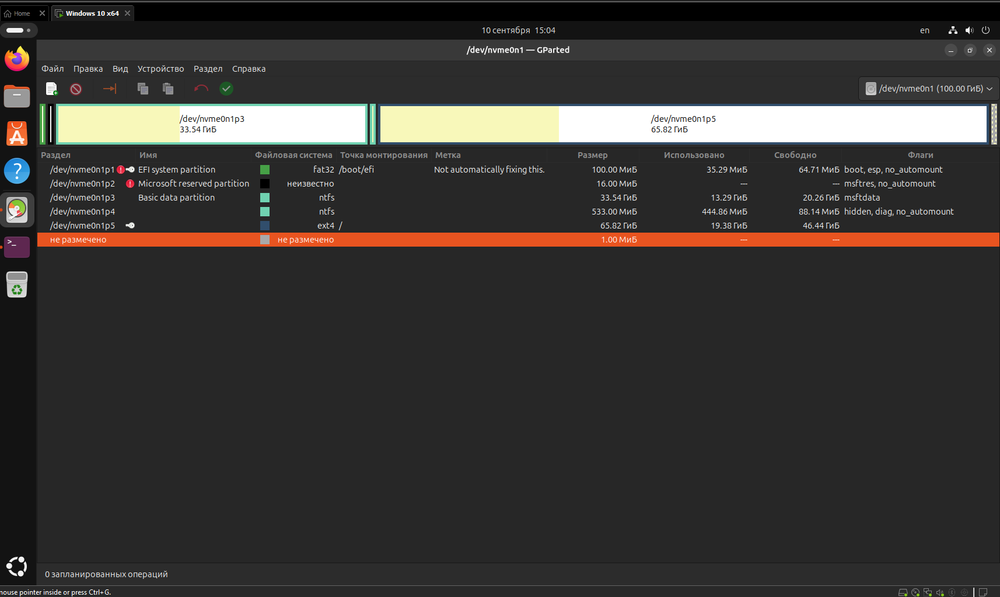 Home
Windows 10 x64
10 сентября 15:04
en
/dev/nvme0n1 — GParted
Файл Правка Вид Устройство Раздел Справка
/dev/nvme0n1 (100.00 ГиБ)
/dev/nvme0n1p3
33.54 ГиБ
/dev/nvme0n1p5
65.82 ГиБ
Раздел Имя Файловая система Точка монтирования Метка Размер Использовано Свободно Флаги
/dev/nvme0n1p1 EFI system partition fat32 /boot/efi Not automatically fixing this. 100.00 МиБ 35.29 МиБ 64.71 МиБ boot, esp, no_automount
/dev/nvme0n1p2 Microsoft reserved partition неизвестно 16.00 МиБ --- --- msftres, no_automount
/dev/nvme0n1p3 Basic data partition ntfs 33.54 ГиБ 13.29 ГиБ 20.26 ГиБ msftdata
/dev/nvme0n1p4 ntfs 533.00 МиБ 444.86 МиБ 88.14 МиБ hidden, diag, no_automount
/dev/nvme0n1p5 ext4 / 65.82 ГиБ 19.38 ГиБ 46.44 ГиБ
не размечено не размечено 1.00 МиБ --- ---
0 запланированных операций
mouse pointer inside or press Ctrl+G.